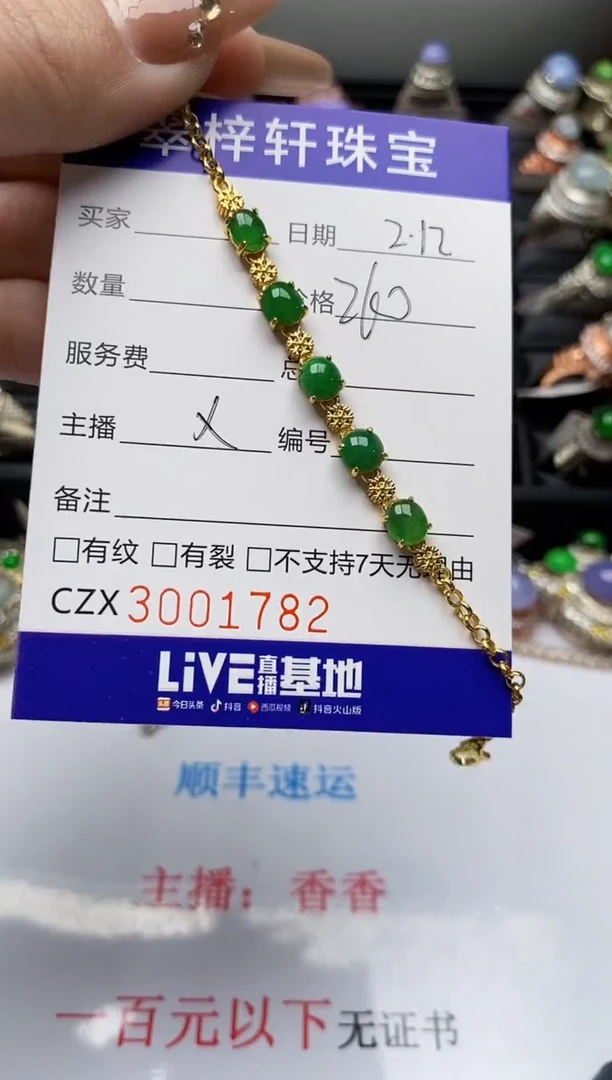 翠梓轩珠宝
买家 日期 2.12
数量 价格 260
服务费 总
主播 编号
备注
□有纹 □有裂 □不支持7天无理由
CZX 3001782
LiVE直播基地
头条 今日头条 抖音 西瓜视频 抖音火山版
顺丰速运
主播：香香
一百元以下无证书